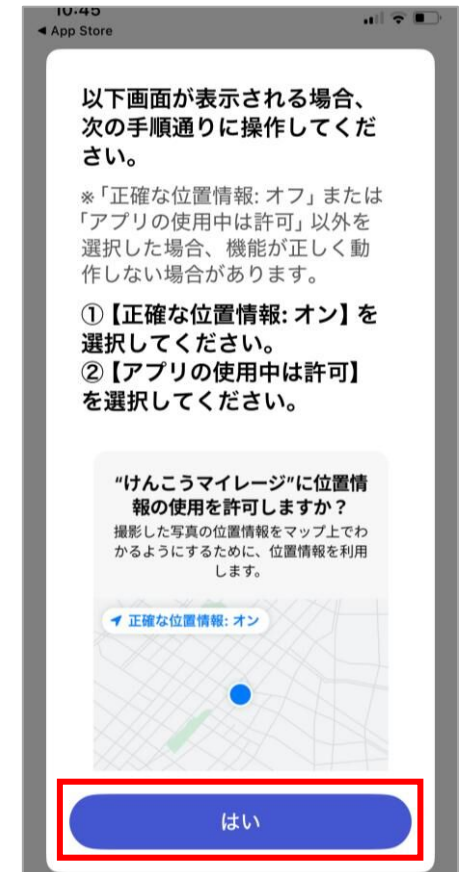 10:45
◀ App Store
以下画面が表示される場合、
次の手順通りに操作してくだ
さい。
※「正確な位置情報: オフ」または
「アプリの使用中は許可」以外を
選択した場合、機能が正しく動
作しない場合があります。
①【正確な位置情報: オン】を
選択してください。
②【アプリの使用中は許可】
を選択してください。
“けんこうマイレージ”に位置情
報の使用を許可しますか？
撮影した写真の位置情報をマップ上でわ
かるようにするために、位置情報を利用
します。
正確な位置情報: オン
はい